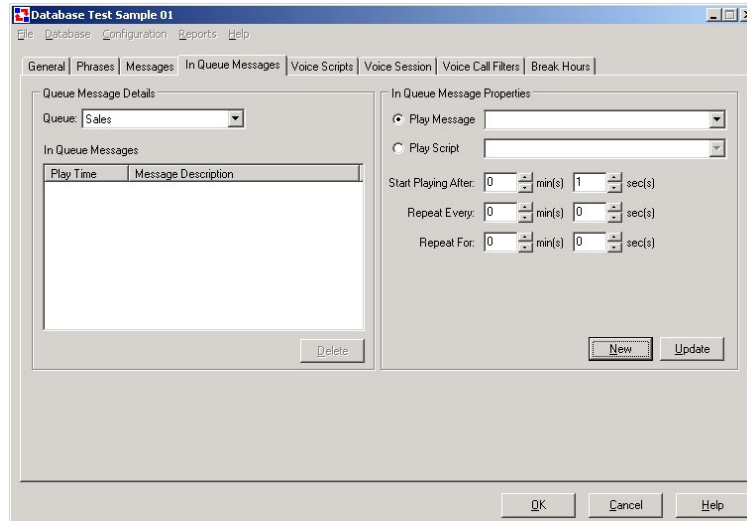 Database Test Sample 01
File Database Configuration Reports Help
General Phrases Messages In Queue Messages Voice Scripts Voice Session Voice Call Filters Break Hours
Queue Message Details
Queue: Sales
In Queue Messages
Play Time Message Description
Delete
In Queue Message Properties
Play Message
Play Script
Start Playing After: 0 min(s) 1 sec(s)
Repeat Every: 0 min(s) 0 sec(s)
Repeat For: 0 min(s) 0 sec(s)
New Update
OK Cancel Help